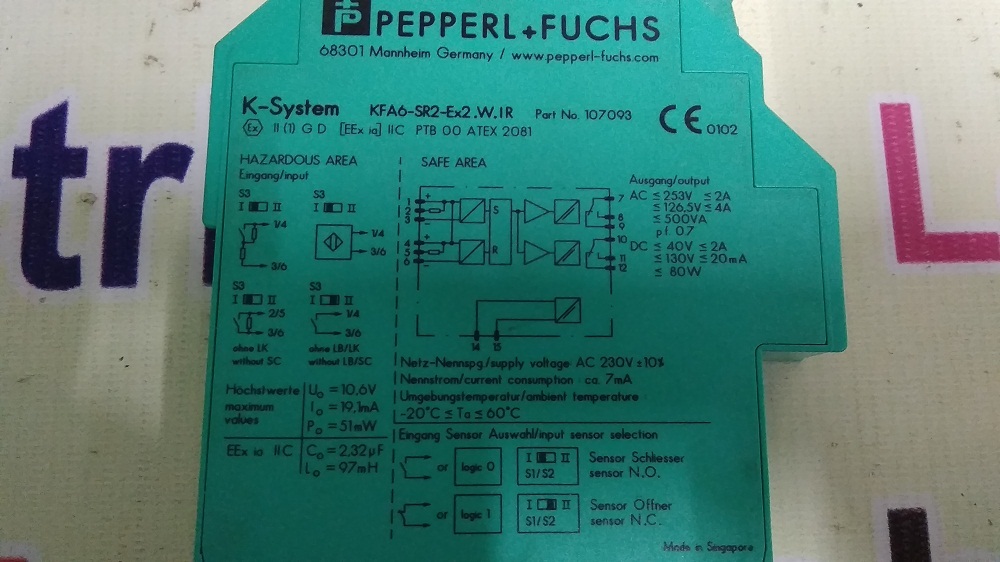 PEPPERL+FUCHS
68301 Mannheim Germany / www.pepperl-fuchs.com
K-System KFA6-SR2-Ex2.W.IR Part No. 107093
Ex II (1) G D [EEx ia] IIC PTB 00 ATEX 2081
CE 0102
HAZARDOUS AREA
Eingang/input
SAFE AREA
S3 S3
I II I II
1/4
3/6
1/4
3/6
S3 S3
I II I II
2/5
3/6
1/4
3/6
ohne LK
without SC
ohne LB/LK
without LB/SC
1 +
2
3 -
4 +
5
6 -
S
R
7
8
9
10
11
12
14 15
Ausgang/output
AC ≤253V ≤2A
≤126,5V ≤4A
≤500VA
p.f. 0.7
DC ≤ 40V ≤2A
≤130V ≤20mA
≤ 80W
Netz-Nennspg./supply voltage: AC 230V ±10%
Nennstrom/current consumption : ca. 7mA
Umgebungstemperatur/ambient temperature :
-20°C ≤ Ta ≤ 60°C
Höchstwerte
maximum
values
Uo = 10,6V
Io = 19,1mA
Po = 51mW
EEx ia IIC
Co = 2,32µF
Lo = 97mH
Eingang Sensor Auswahl/input sensor selection
or logic 0 I II S1/S2
Sensor Schliesser
sensor N.O.
or logic 1 I II S1/S2
Sensor Öffner
sensor N.C.
Made in Singapore
tr
L
L